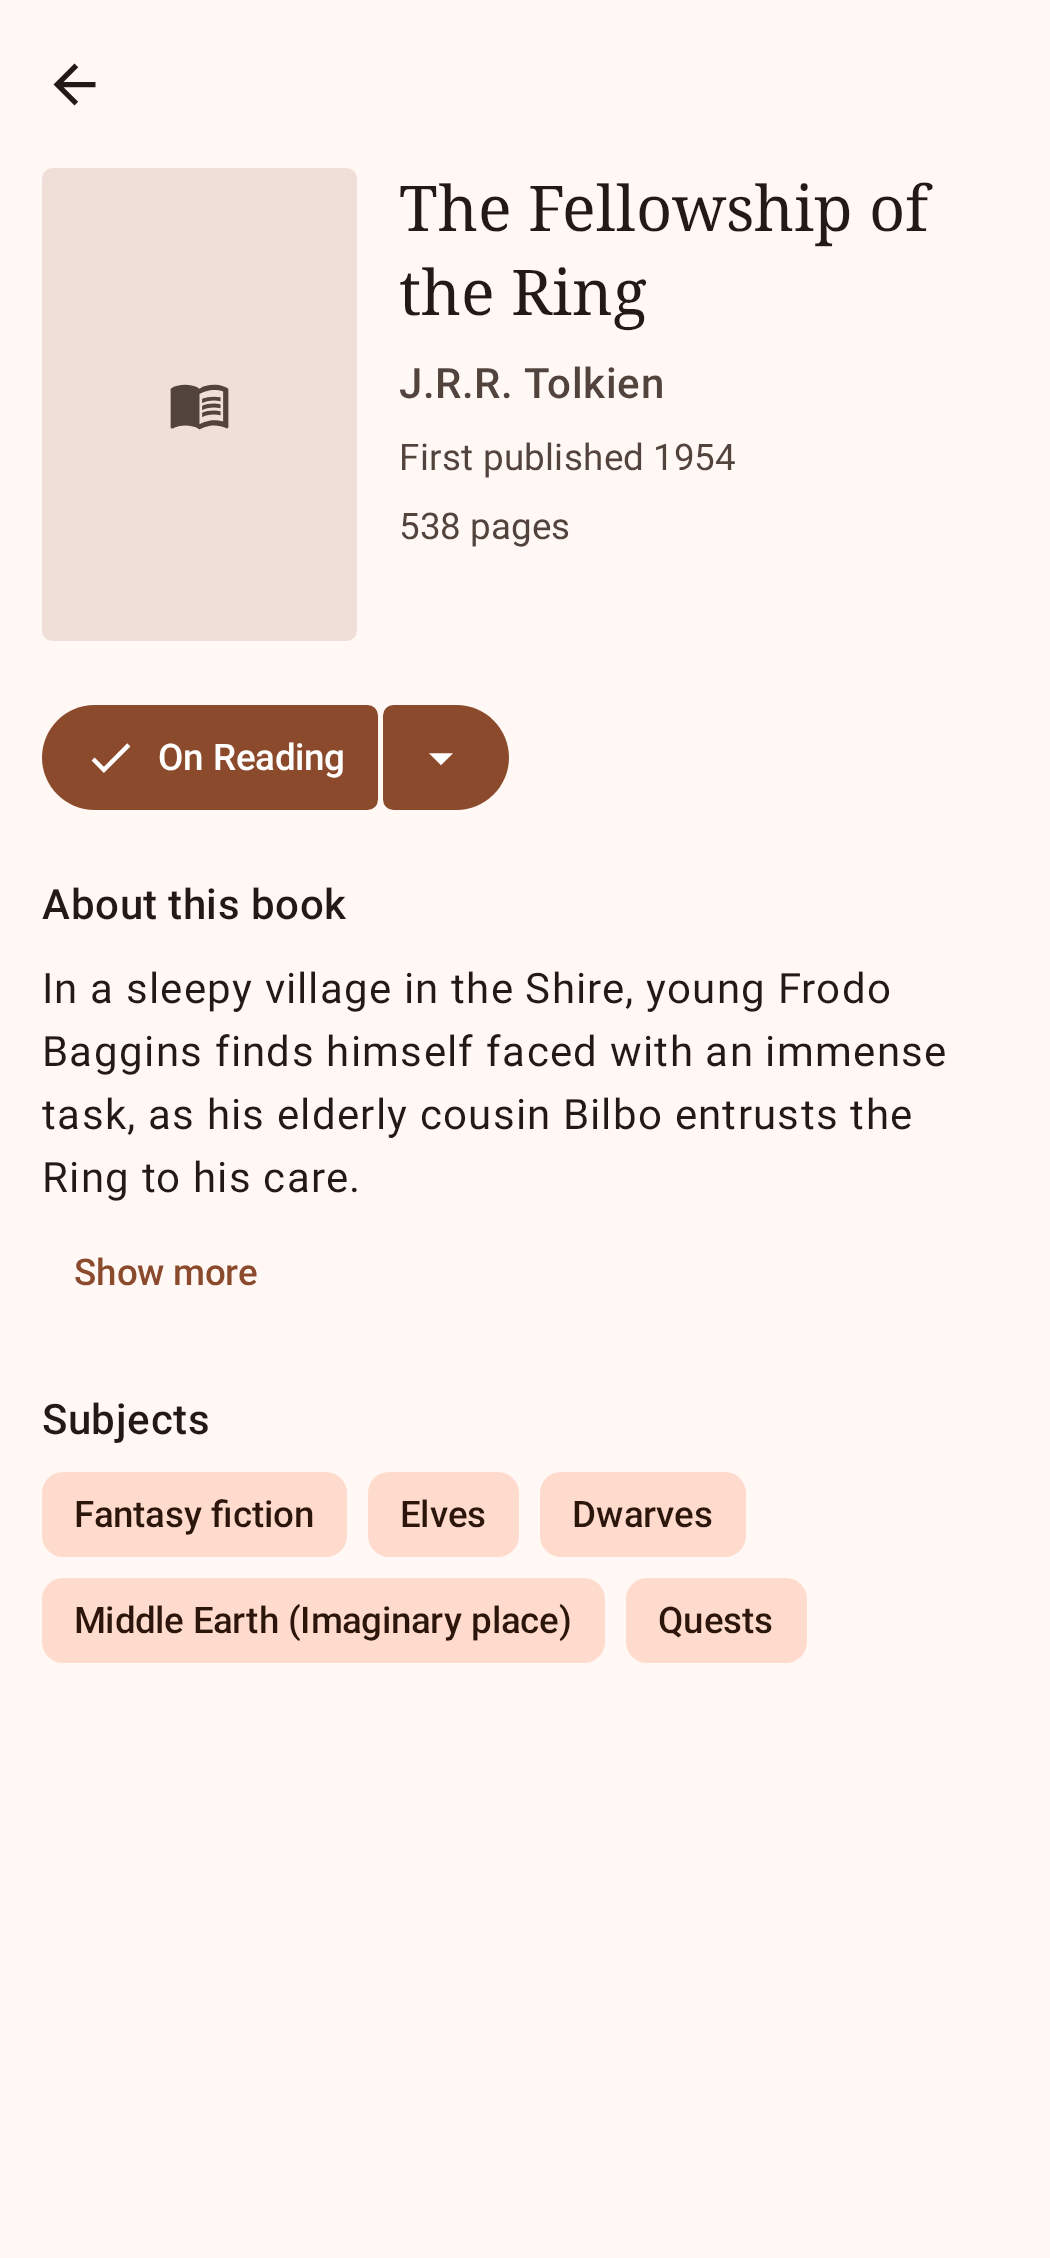 The Fellowship of
the Ring
J.R.R. Tolkien
First published 1954
538 pages
On Reading
About this book
In a sleepy village in the Shire, young Frodo
Baggins finds himself faced with an immense
task, as his elderly cousin Bilbo entrusts the
Ring to his care.
Show more
Subjects
Fantasy fiction
Elves
Dwarves
Middle Earth (Imaginary place)
Quests